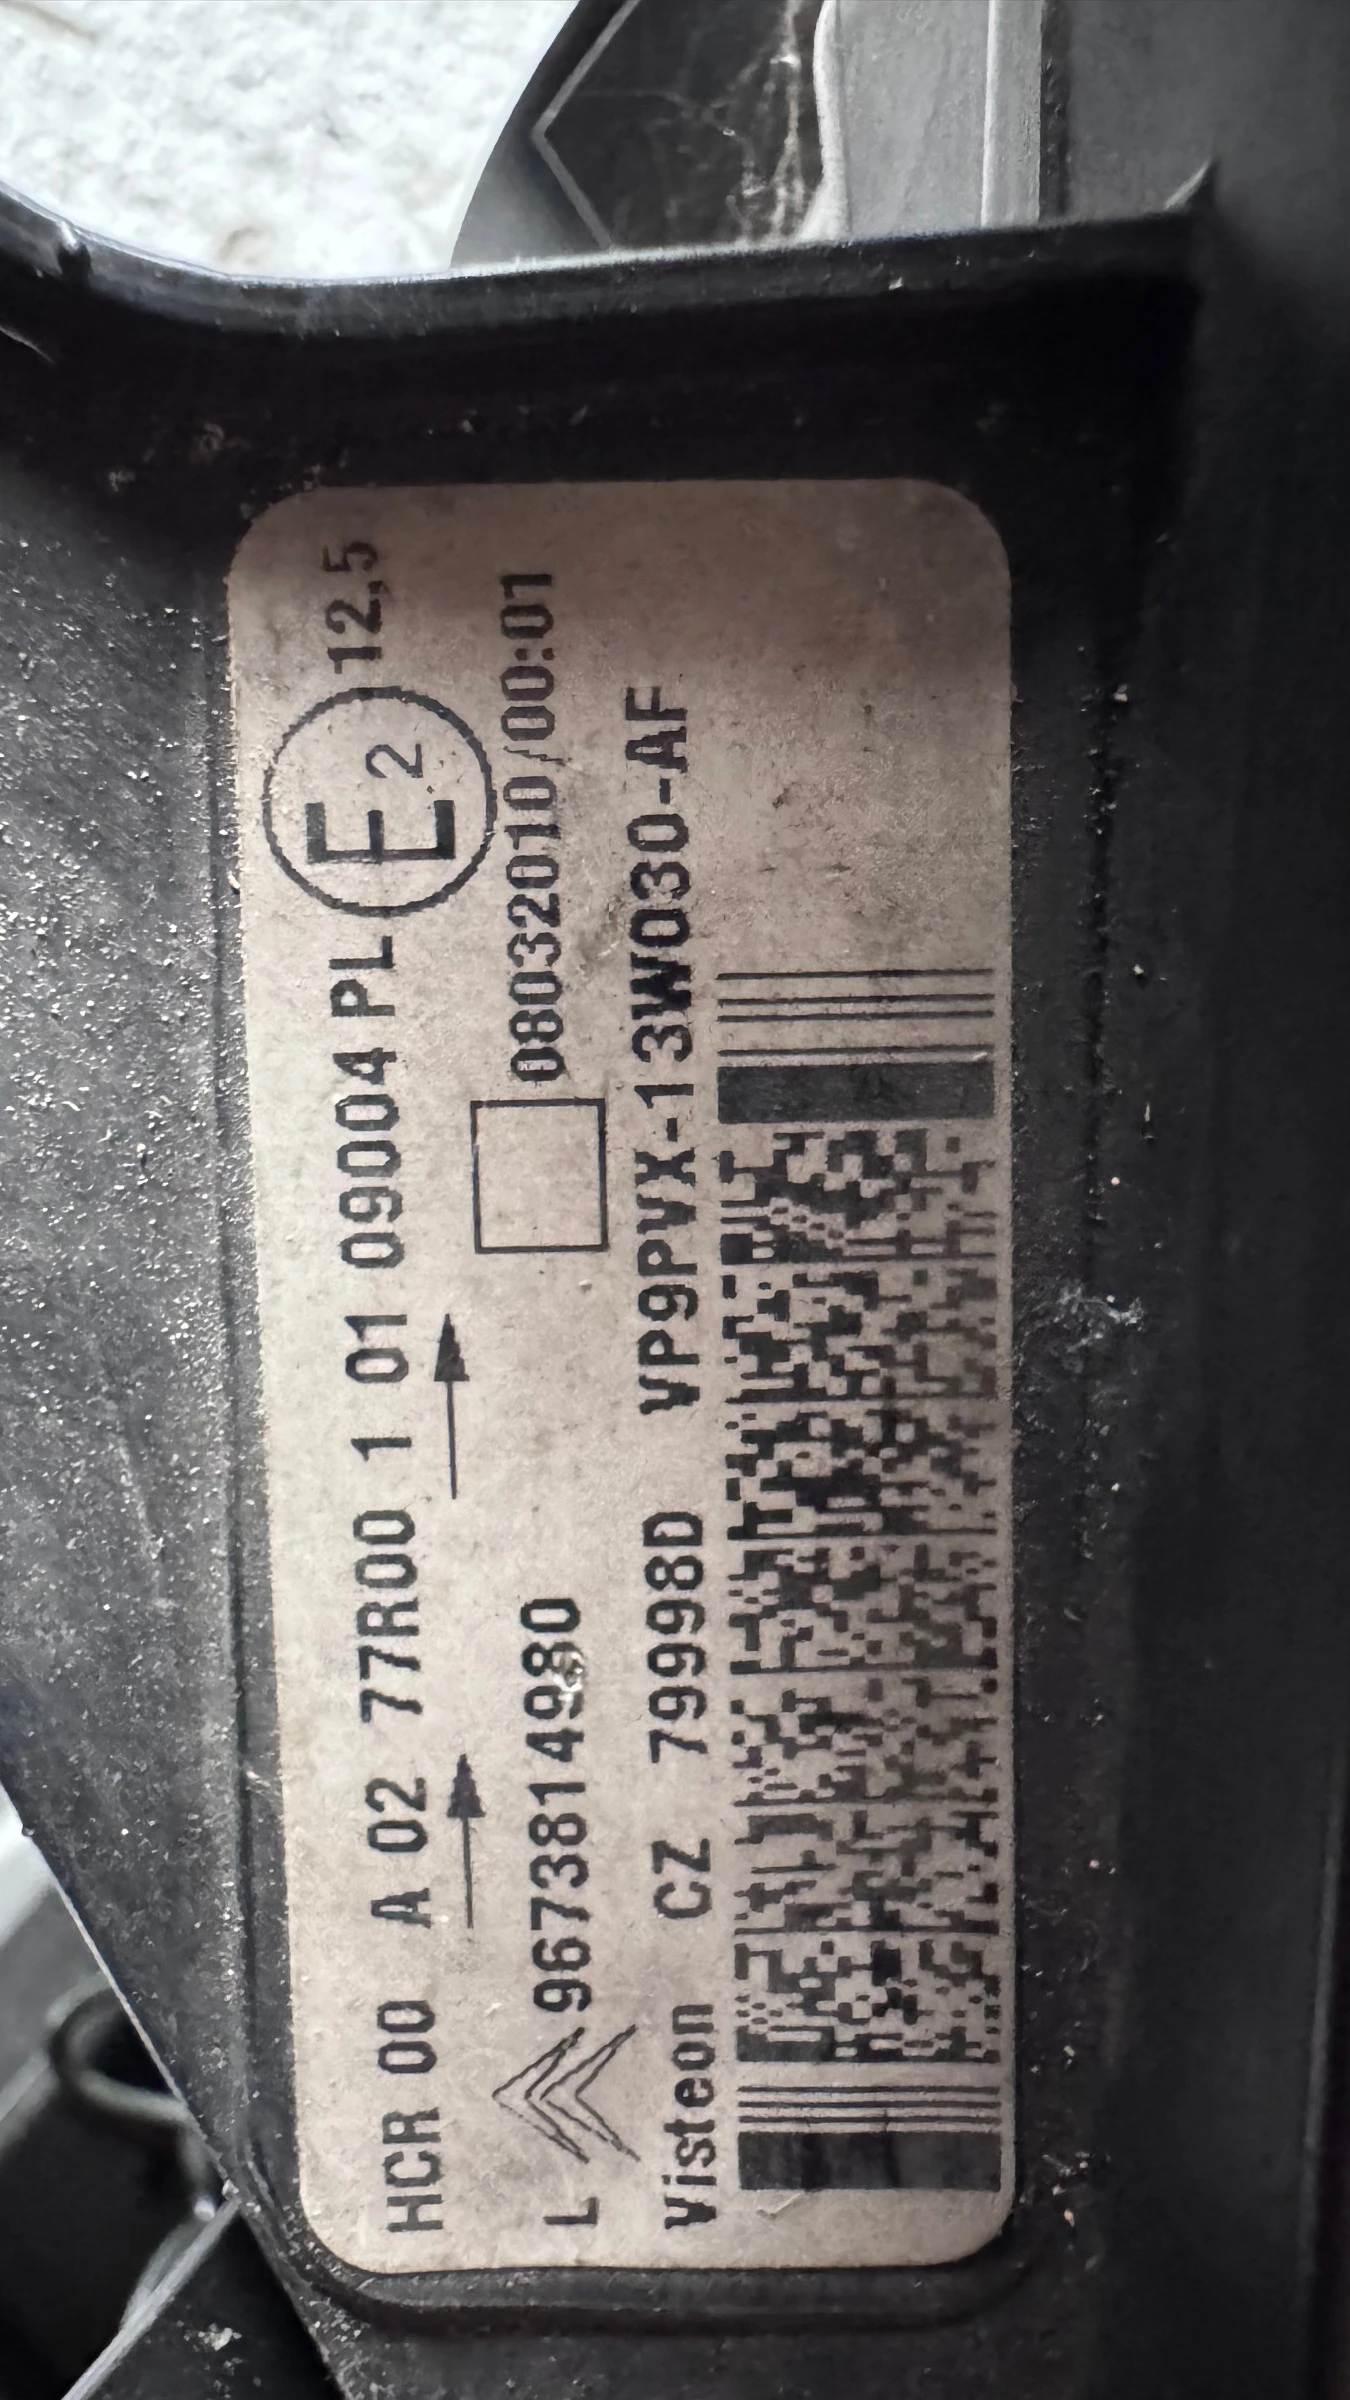 HCR 00 A 02 77R00 1 01 09004 PL E2 12,5
L 9673814980 08032010/00:01
Visteon CZ 79998D VP9PVX-13W030-AF